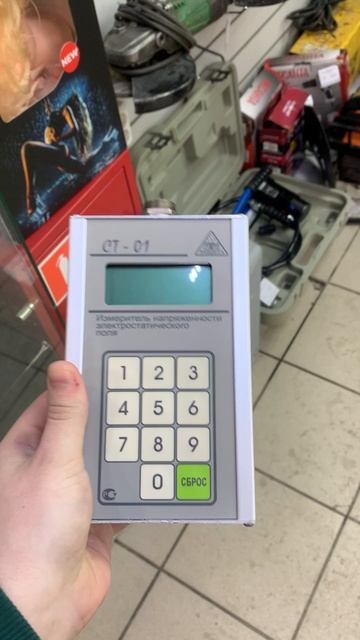 NEW
СТ - 01
Измеритель напряженности
электростатического
поля
1 2 3
4 5 6
7 8 9
0 СБРОС